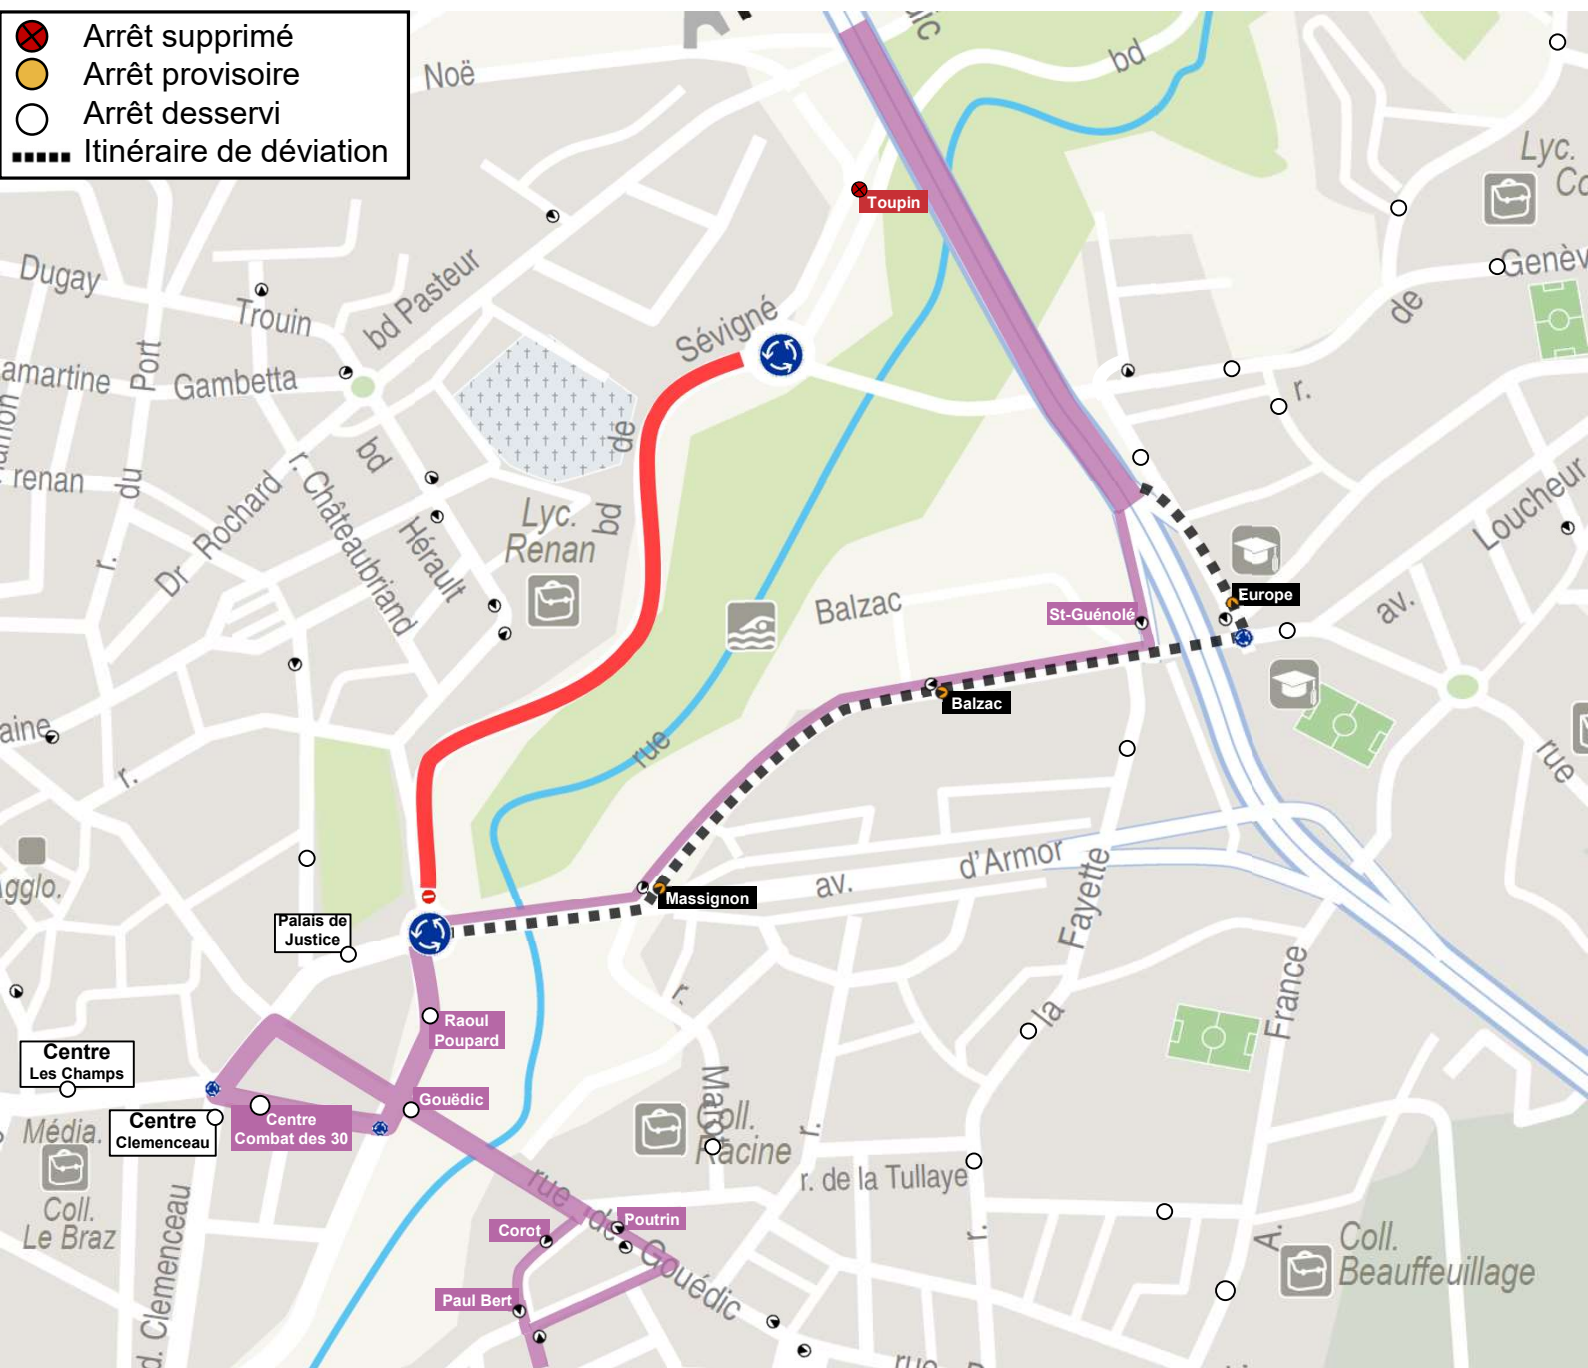 Arrêt supprimé
Arrêt provisoire
Arrêt desservi
Itinéraire de déviation
Noë
bd
Lyc.
Toupin
Genèv
de
Dugay
Trouin
bd Pasteur
Sévigné
amartine
Port
Gambetta
r.
de
bd
renan
du
r.
Châteaubriand
Dr Rochard
Hérault
Lyc.
Renan
bd
Loucheur
r.
Balzac
St-Guénolé
Europe
av.
Balzac
aine
r.
rue
rue
d'Armor
av.
Fayette
Massignon
Agglo.
Palais de
Justice
r.
la
France
Raoul
Poupard
Centre
Les Champs
Gouëdic
Centre
Clemenceau
Centre
Combat des 30
Média.
Coll.
Le Braz
Coll.
Racine
r.
r. de la Tullaye
rue de Gouédic
Poutrin
Corot
r.
A.
Coll.
Beauffeuillage
Paul Bert
d. Clemenceau
rue